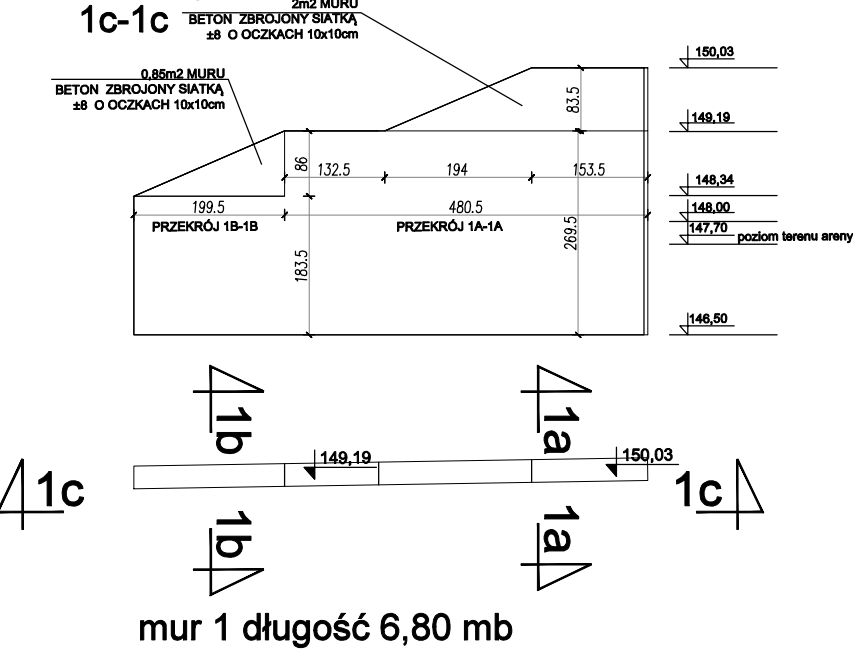 1c-1c
2m2 MURU
BETON ZBROJONY SIATKĄ
±8 O OCZKACH 10x10cm
0,85m2 MURU
BETON ZBROJONY SIATKĄ
±8 O OCZKACH 10x10cm
150,03
83.5
149,19
86
132.5
194
153.5
148,34
199.5
480.5
148,00
PRZEKRÓJ 1B-1B
PRZEKRÓJ 1A-1A
147,70
poziom terenu areny
269.5
183.5
146,50
1b
1a
149,19
150,03
1c
1c
1b
1a
mur 1 długość 6,80 mb